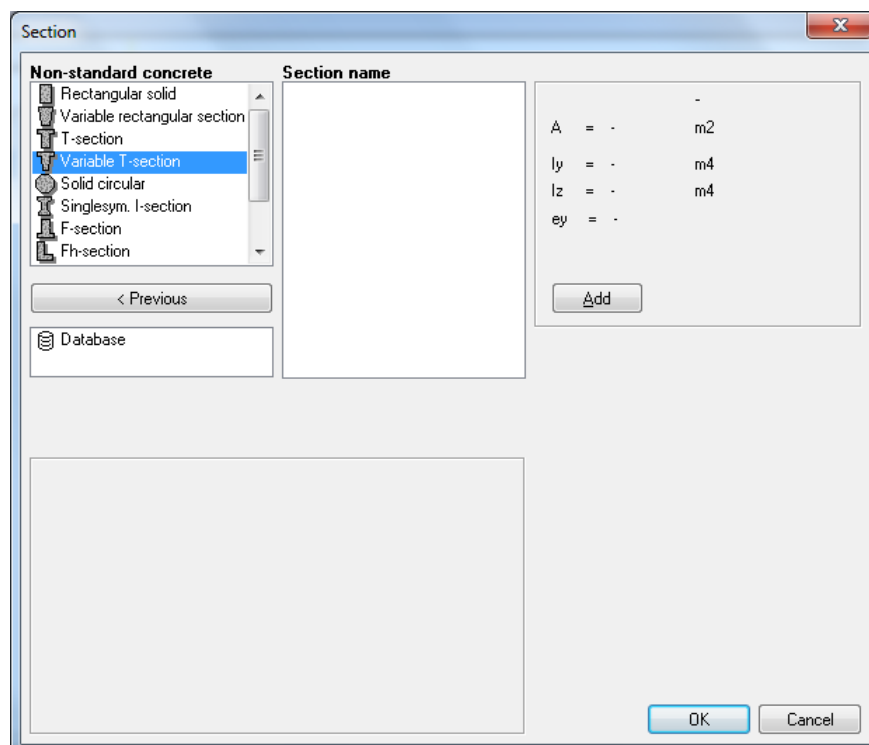 Section
Non-standard concrete
Rectangular solid
Variable rectangular section
T-section
Variable T-section
Solid circular
Singlesym. I-section
F-section
Fh-section
< Previous
Database
Section name
-
A = - m2
Iy = - m4
Iz = - m4
ey = -
Add
OK
Cancel